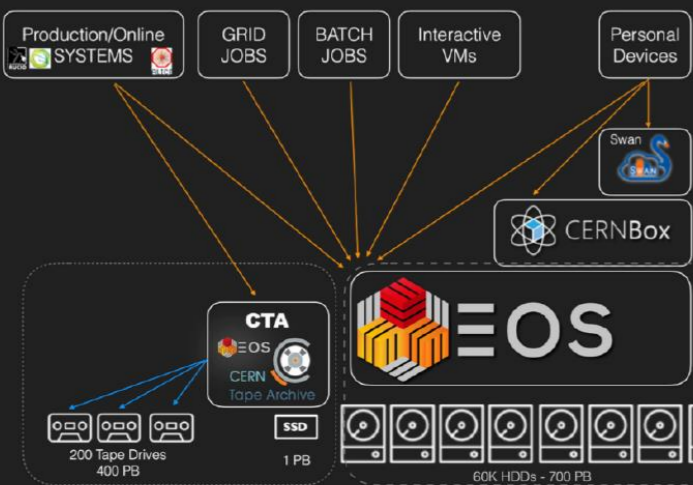 Production/Online
SYSTEMS
GRID
JOBS
BATCH
JOBS
Interactive
VMs
Personal
Devices
Swan
SWAN
CERNBox
CTA
EOS
CERN
Tape Archive
EOS
200 Tape Drives
400 PB
SSD
1 PB
60K HDDs - 700 PB